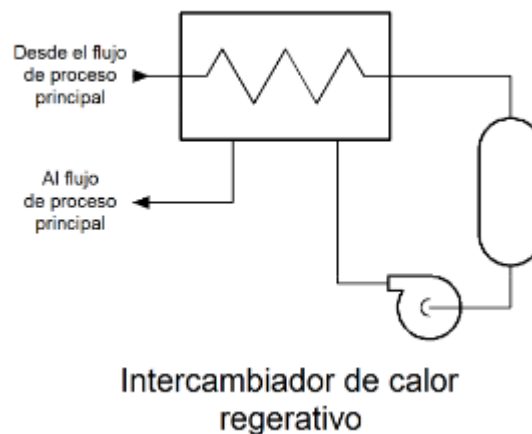 Desde el flujo
de proceso
principal
Al flujo
de proceso
principal
Intercambiador de calor
regerativo